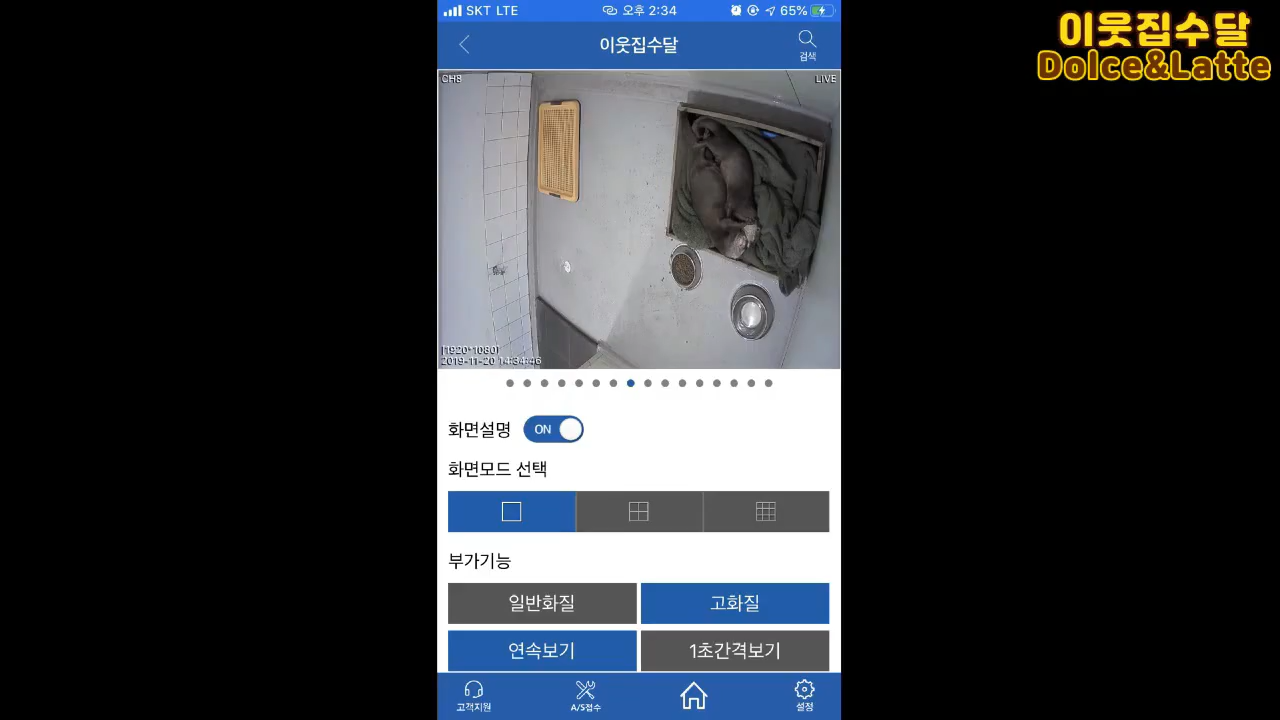 SKT LTE
오후 2:34
65%
이웃집수달
검색
이웃집수달
Dolce&Latte
CH8
LIVE
[1920*1080]
2019-11-20 14:34:46
화면설명
ON
화면모드 선택
부가기능
일반화질
고화질
연속보기
1초간격보기
고객지원
A/S접수
설정